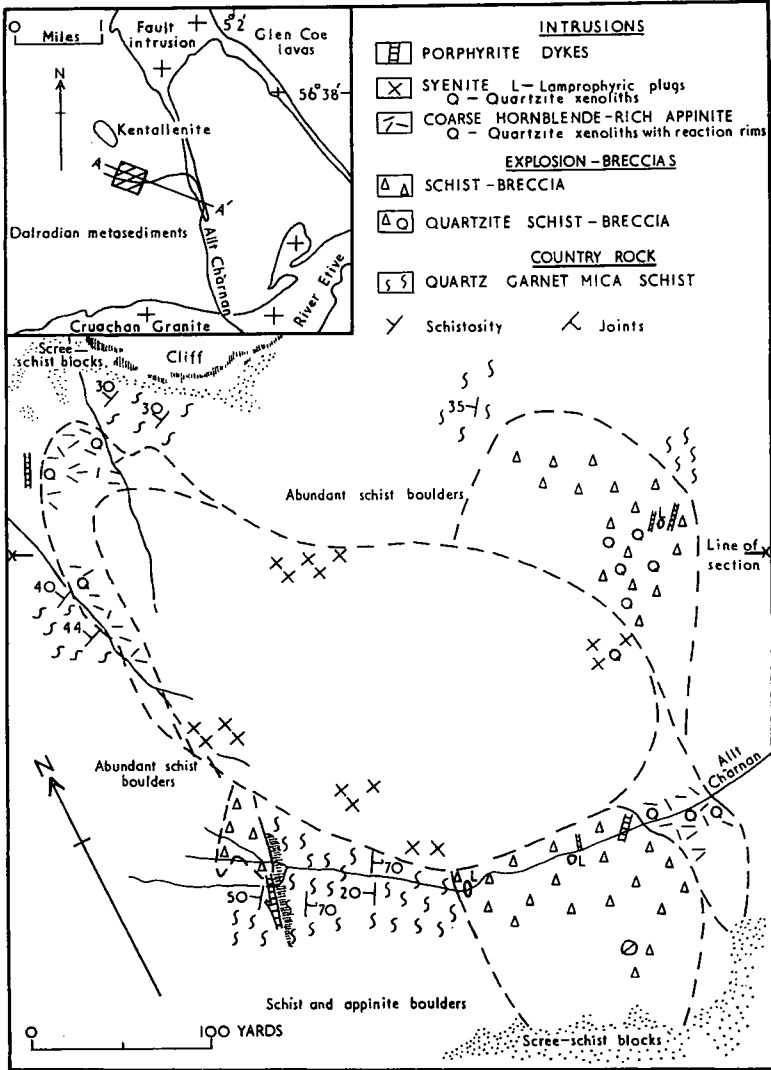 0 1
Miles
N
Fault
intrusion
5° 2'
Glen Coe
lavas
56° 38'
Kentallenite
A
A'
Dalradian metasediments
Allt Charnan
River Etive
Cruachan Granite
INTRUSIONS
PORPHYRITE DYKES
SYENITE L - Lamprophyric plugs
Q - Quartzite xenoliths
COARSE HORNBLENDE-RICH APPINITE
Q - Quartzite xenoliths with reaction rims
EXPLOSION-BRECCIAS
SCHIST-BRECCIA
QUARTZITE SCHIST-BRECCIA
COUNTRY ROCK
QUARTZ GARNET MICA SCHIST
Schistosity Joints
Scree-
schist blocks
Cliff
30
30
35
Abundant schist boulders
L
Line of
section
40
44
Abundant schist
boulders
N
Allt
Charnan
70
L
L
50
20
70
Schist and appinite boulders
0 100 YARDS
Scree-schist blocks